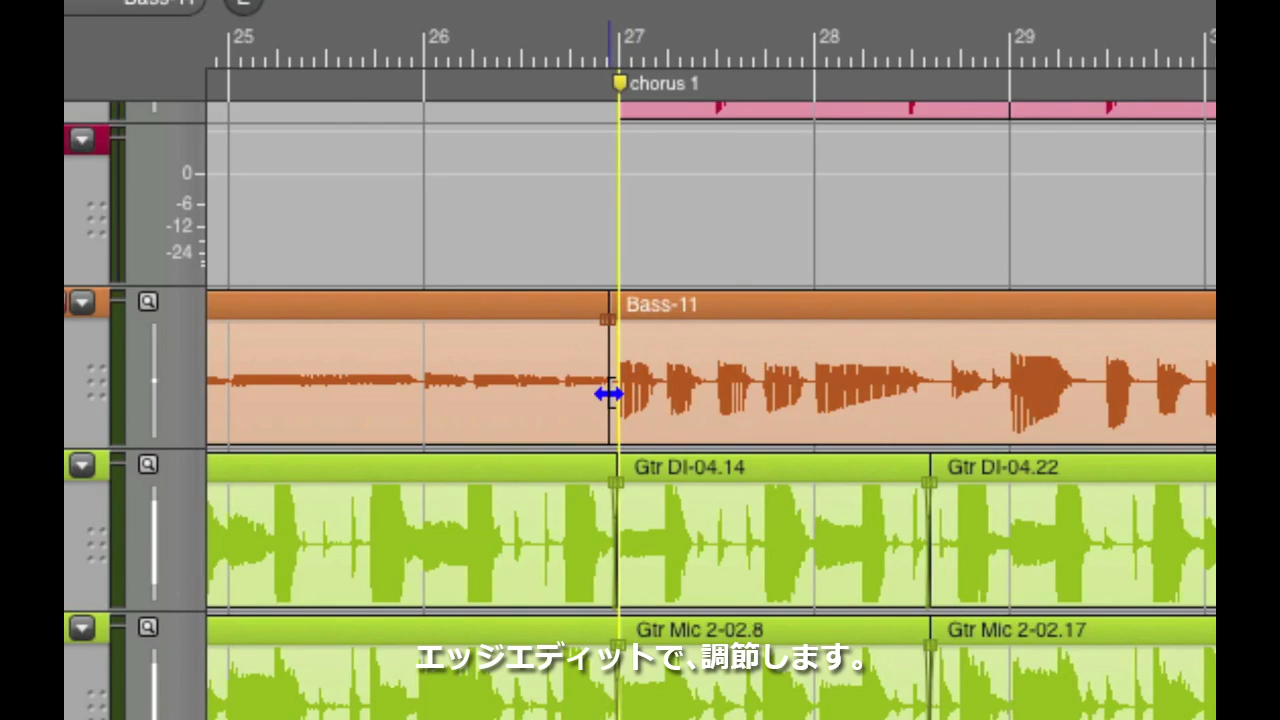 Bass-11
25 26 27 28 29
chorus 1
0
-6
-12
-24
Bass-11
Gtr DI-04.14 Gtr DI-04.22
Gtr Mic 2-02.8 Gtr Mic 2-02.17
エッジエディットで､調節します。